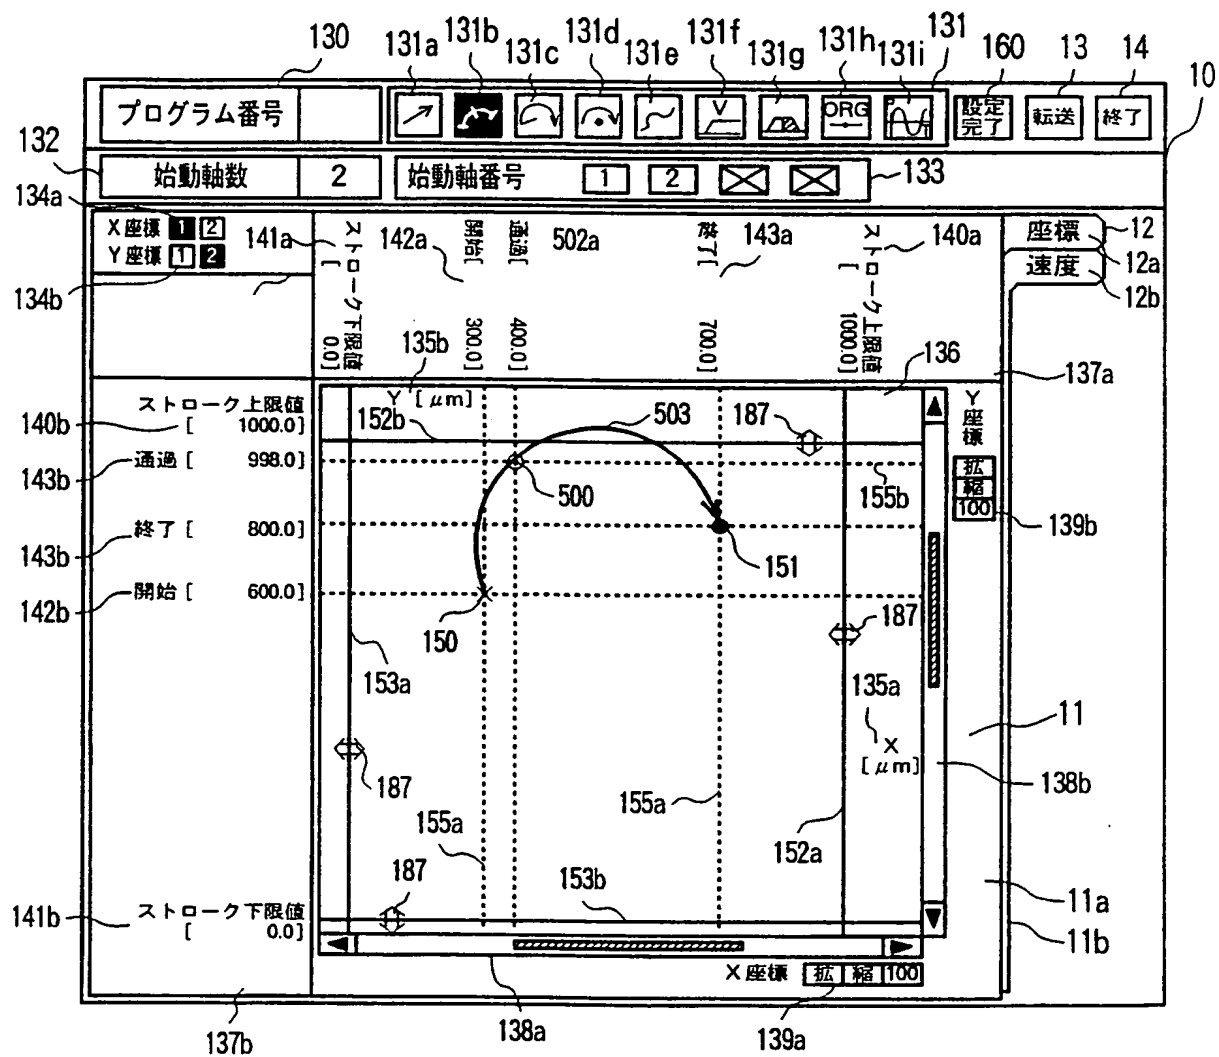 130 131a 131b 131c 131d 131e 131f 131g 131h 131i 131 160 13 14 10
プログラム番号 V ORG 設定完了 転送 終了
132 始動軸数 2 始動軸番号 1 2 133
134a X座標 1 2
Y座標 1 2
134b
141a ストローク下限値 [ 0.0]
142a 開始[ 300.0]
通過[ 400.0]
502a
終了[ 700.0]
143a
ストローク上限値 [ 1000.0]
140a
座標 12
12a
速度
12b
135b 136 137a
Y [μm]
152b 503 187
Y座標
140b ストローク上限値
[ 1000.0]
143b 通過 [ 998.0]
500 155b
拡
縮
100
139b
143b 終了 [ 800.0]
151
142b 開始 [ 600.0]
150 187
153a 135a
X
[μm]
11
138b
187 155a 155a 152a
187 153b
141b ストローク下限値
[ 0.0]
11a
11b
X座標 拡 縮 100
137b 138a 139a